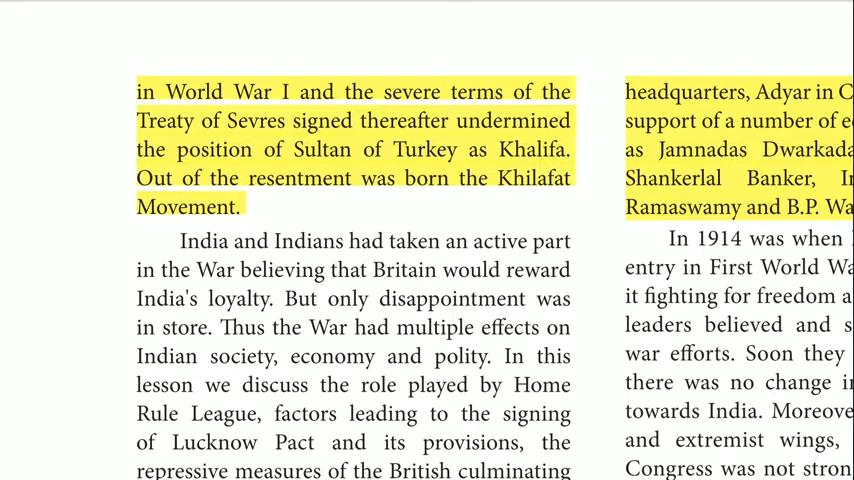 in World War I and the severe terms of the
Treaty of Sevres signed thereafter undermined
the position of Sultan of Turkey as Khalifa.
Out of the resentment was born the Khilafat
Movement.
India and Indians had taken an active part
in the War believing that Britain would reward
India's loyalty. But only disappointment was
in store. Thus the War had multiple effects on
Indian society, economy and polity. In this
lesson we discuss the role played by Home
Rule League, factors leading to the signing
of Lucknow Pact and its provisions, the
repressive measures of the British culminating
headquarters, Adyar in
support of a number of
as Jamnadas
Shankerlal Banker,
Ramaswamy and B.P.
In 1914 was when
entry in First World
it fighting for freedom
leaders believed and
war efforts. Soon they
there was no change
towards India.
and extremist wings,
Congress was not